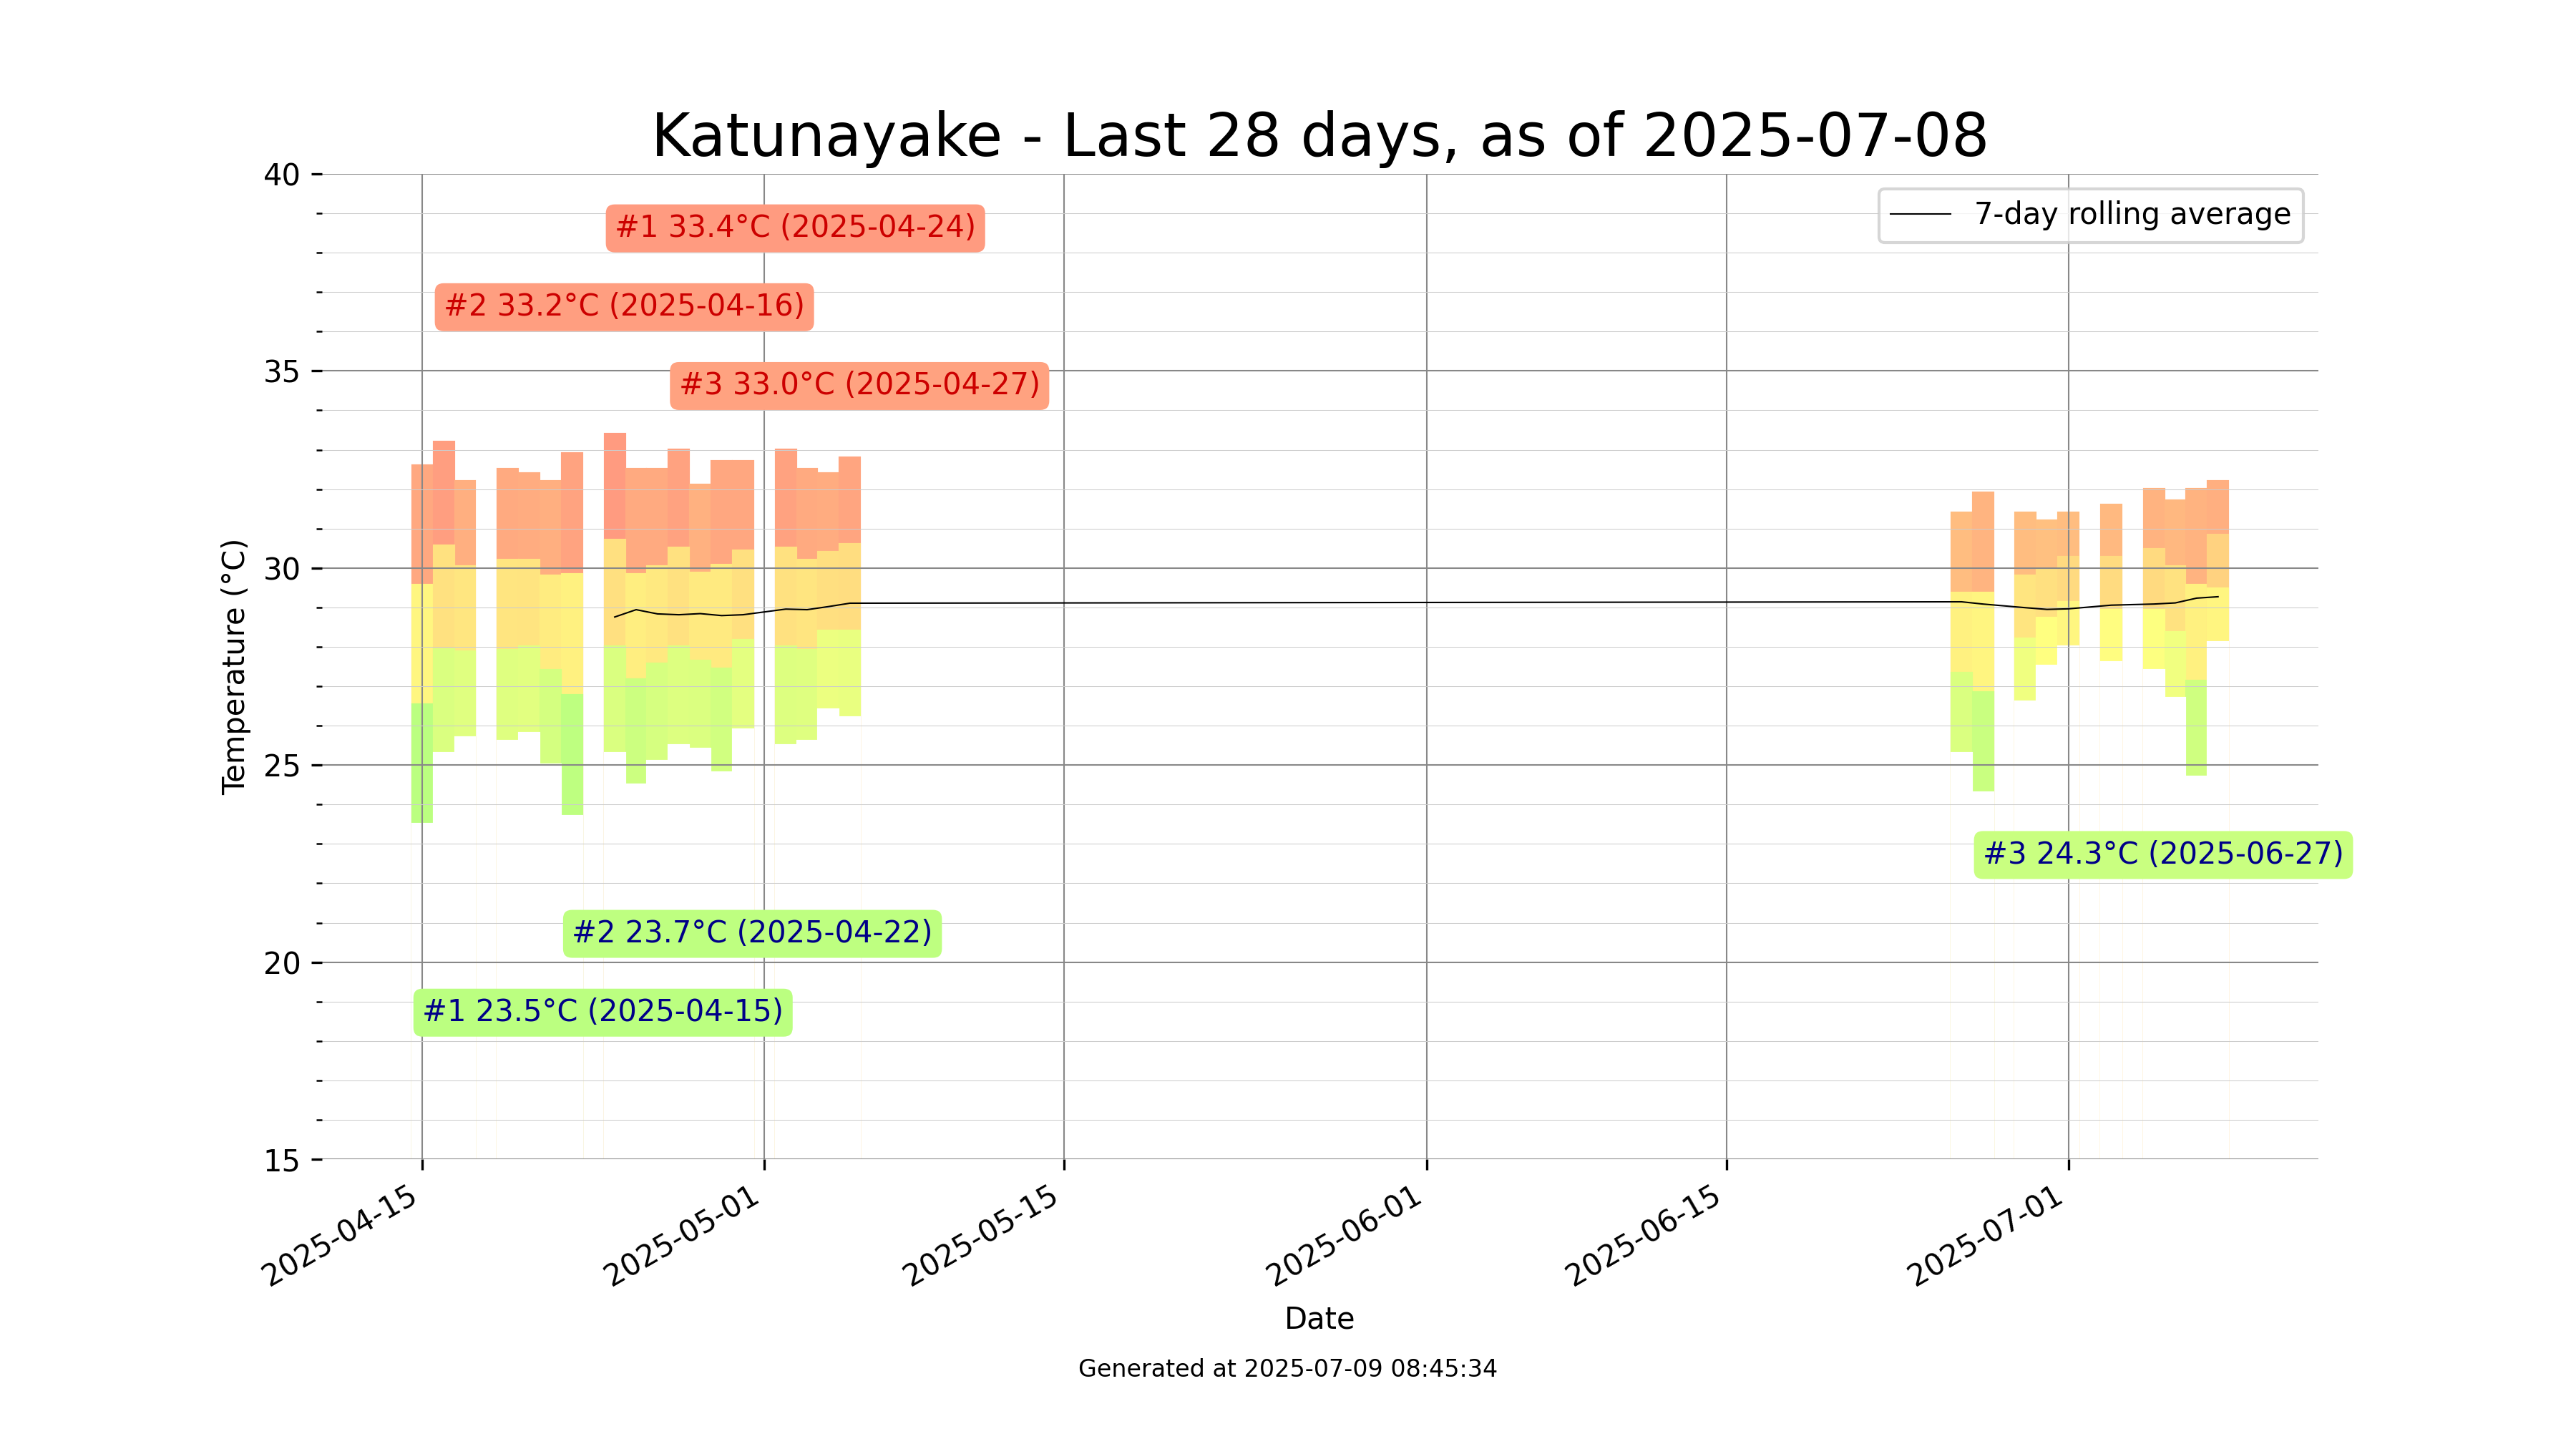 Katunayake - Last 28 days, as of 2025-07-08
7-day rolling average
#1 33.4°C (2025-04-24)
#2 33.2°C (2025-04-16)
#3 33.0°C (2025-04-27)
#3 24.3°C (2025-06-27)
#2 23.7°C (2025-04-22)
#1 23.5°C (2025-04-15)
Temperature (°C)
40
35
30
25
20
15
2025-04-15
2025-05-01
2025-05-15
2025-06-01
2025-06-15
2025-07-01
Date
Generated at 2025-07-09 08:45:34